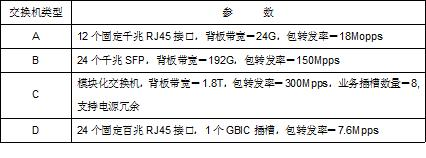 交换机类型 参 数
A 12 个固定千兆 RJ45 接口，背板带宽=24G，包转发率=18Mopps
B 24 个千兆 SFP，背板带宽=192G，包转发率=150Mpps
C 模块化交换机，背板带宽=1.8T，包转发率=300Mpps，业务插槽数量=8,
支持电源冗余
D 24 个固定百兆 RJ45 接口，1 个 GBIC 插槽，包转发率=7.6Mpps